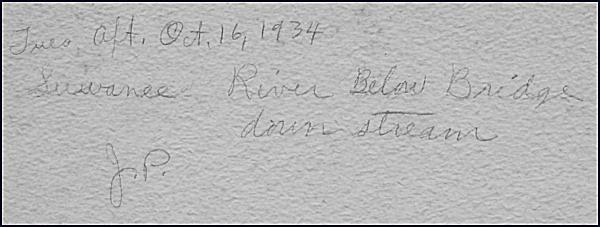 Tues. Aft. Oct. 16, 1934
Suwanee River Below Bridge
down stream
J.P.